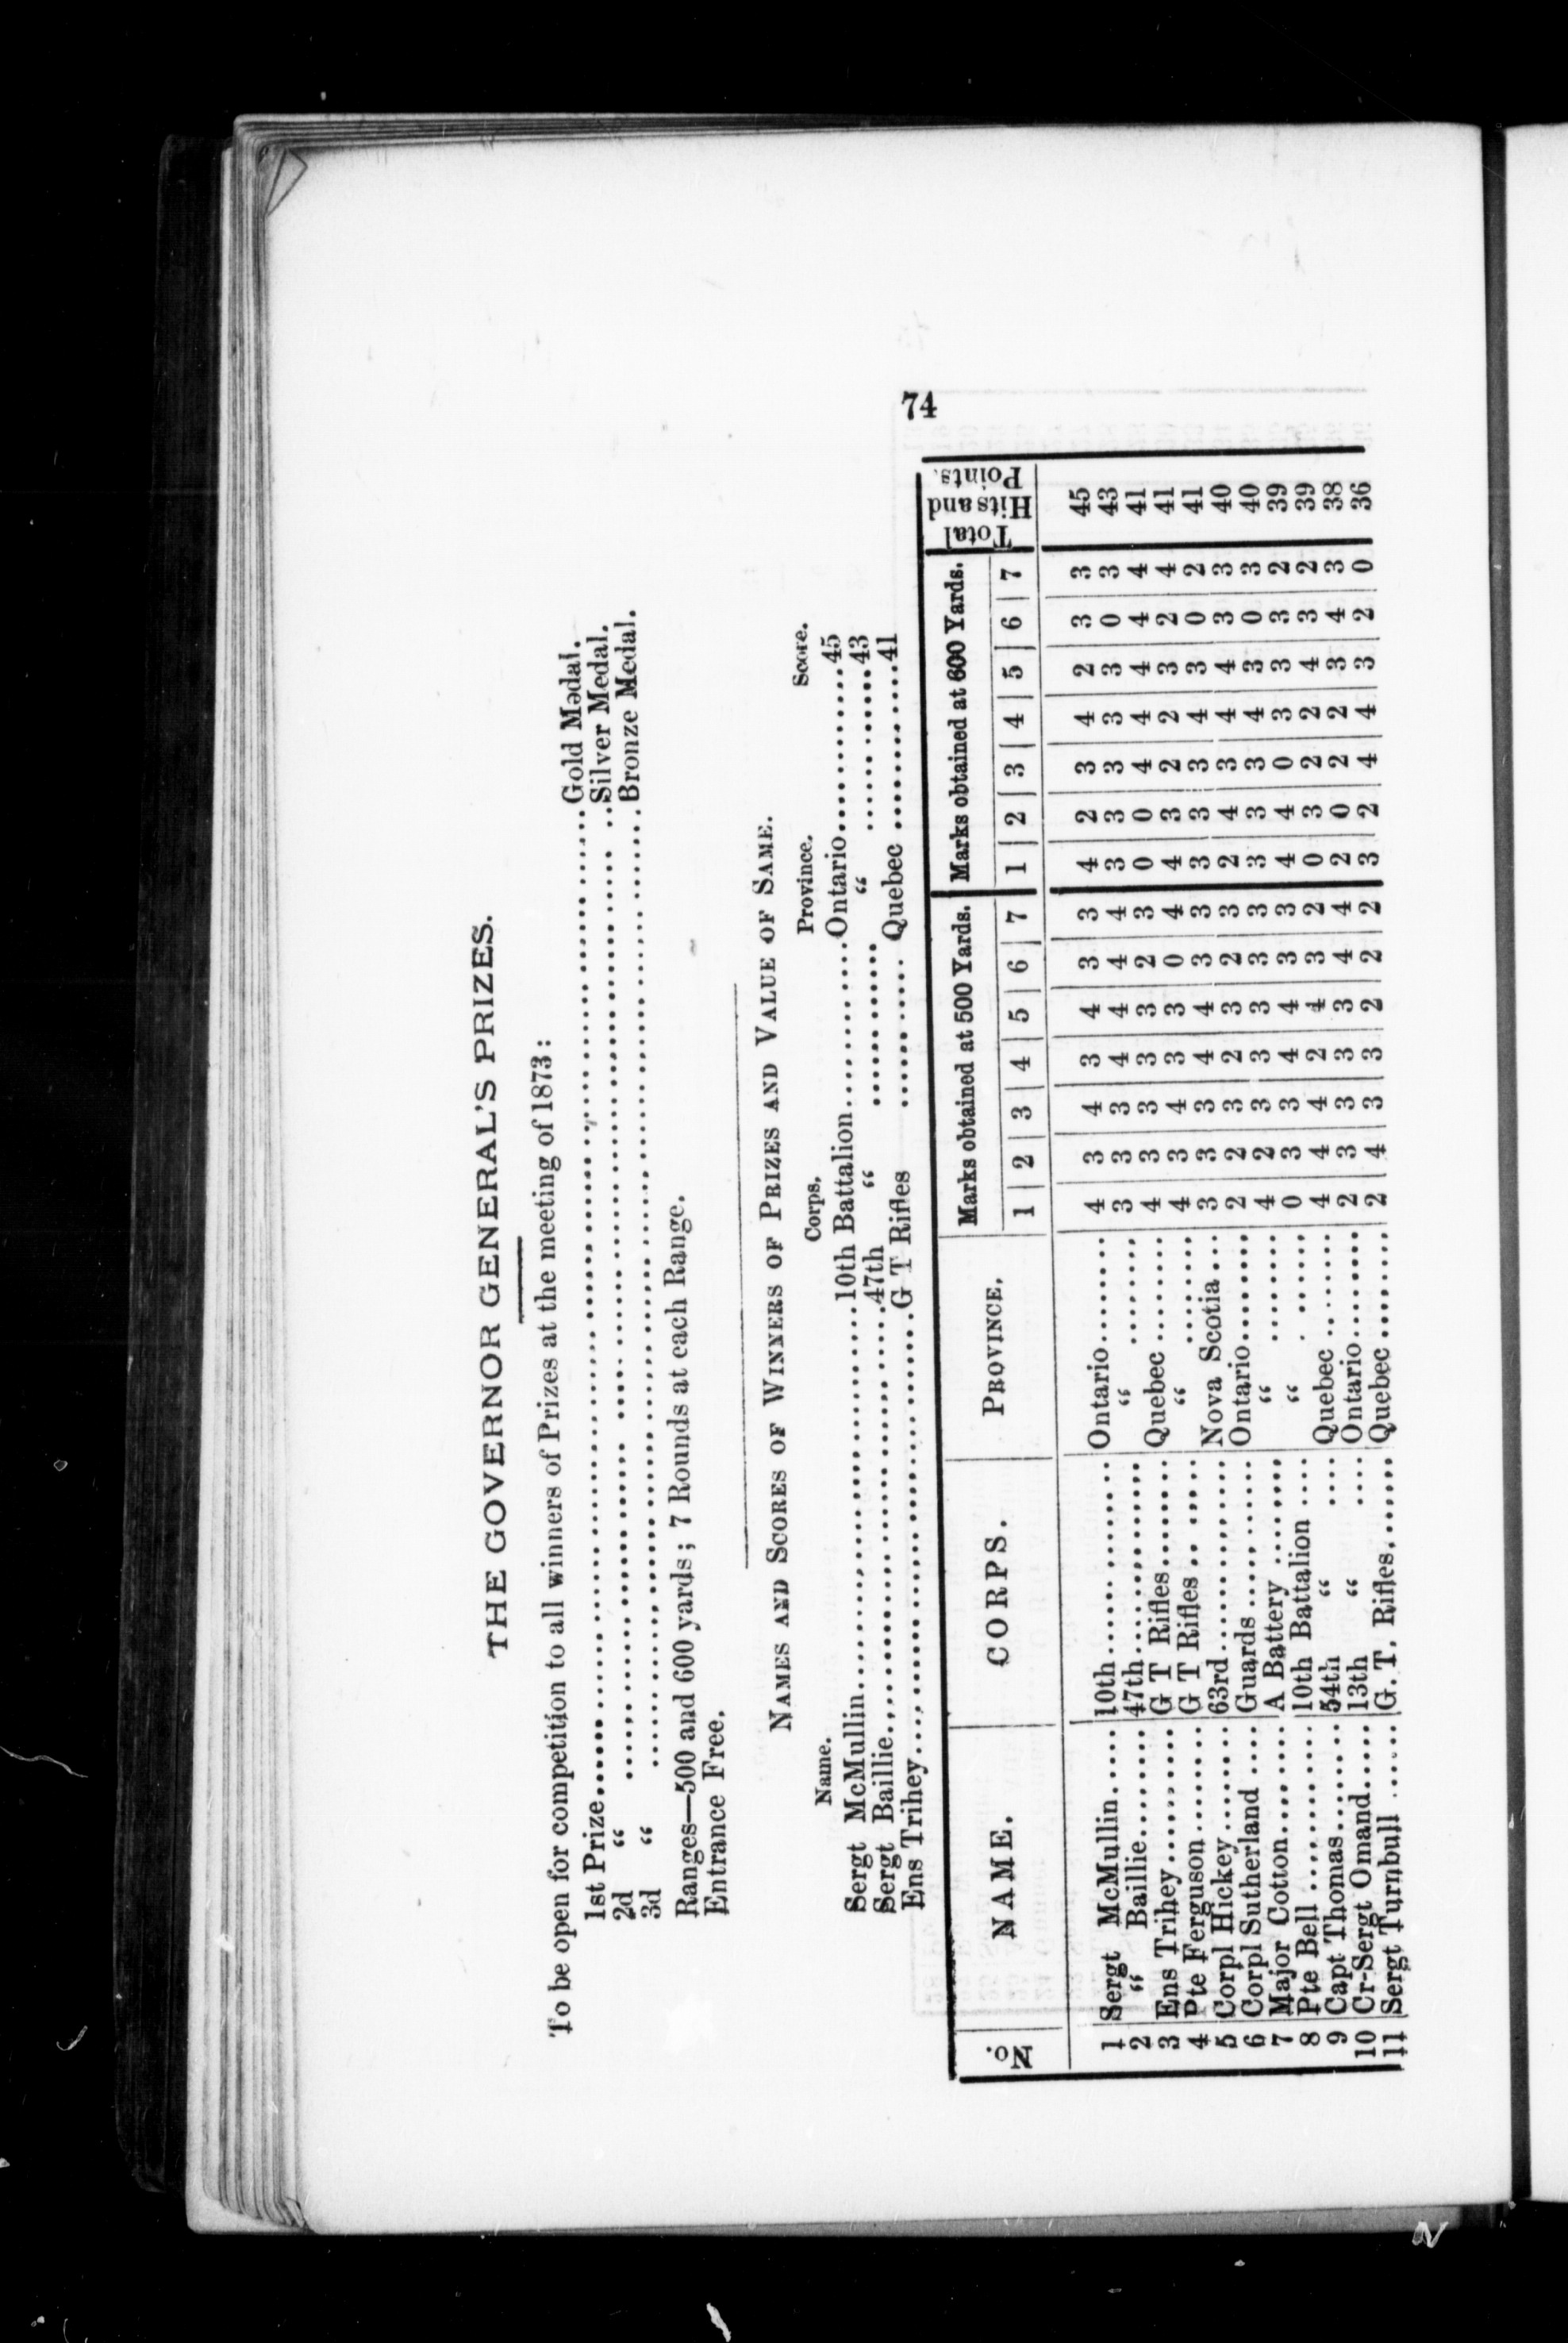 74
THE GOVERNOR GENERAL'S PRIZES.
To be open for competition to all winners of Prizes at the meeting of 1873:
1st Prize........Gold Medal.
2d “ ........Silver Medal.
3d “ ........Bronze Medal.
Ranges—500 and 600 yards; 7 Rounds at each Range.
Entrance Free.
NAMES AND SCORES OF WINNERS OF PRIZES AND VALUE OF SAME.
Name. Corps. Province. Score.
Sergt McMullin........10th Battalion........Ontario........45
Sergt Baillie........47th “ ........ “ ........43
Ens Trihey........G T Rifles ........ Quebec ........41
No. NAME. CORPS. PROVINCE. Marks obtained at 500 Yards. Marks obtained at 600 Yards. Total Hits and Points.
1 2 3 4 5 6 7 1 2 3 4 5 6 7
1 Sergt McMullin..... 10th........ Ontario........ 4 3 4 3 4 3 3 4 2 3 4 2 3 3 45
2 “ Baillie........ 47th........ “ ........ 3 3 3 4 4 4 4 3 3 3 3 3 0 3 43
3 Ens Trihey........ G T Rifles........ Quebec ........ 4 3 3 3 3 2 3 0 0 4 4 4 4 4 41
4 Pte Ferguson........ G T Rifles ........ “ ........ 4 3 4 3 3 0 4 4 3 2 2 3 2 4 41
5 Corpl Hickey........ 63rd........ Nova Scotia ... 3 3 3 4 4 3 3 3 3 3 4 3 0 2 41
6 Corpl Sutherland .... Guards........ Ontario........ 2 2 3 2 3 2 3 2 4 3 4 4 3 3 40
7 Major Cotton........ A Battery ........ “ ........ 4 2 3 3 3 3 3 3 3 3 4 3 0 3 40
8 Pte Bell ........ 10th Battalion .... “ ........ 0 3 3 4 4 3 3 4 4 0 3 3 3 2 39
9 Capt Thomas........ 54th “ .... Quebec ........ 4 4 4 2 4 3 2 0 3 2 2 4 3 2 39
10 Cr-Sergt Omand..... 13th “ .... Ontario........ 2 3 3 3 3 4 4 2 0 2 2 3 4 3 38
11 Sergt Turnbull ...... G. T. Rifles....... Quebec ........ 2 4 3 3 2 2 2 3 2 4 4 3 2 0 36